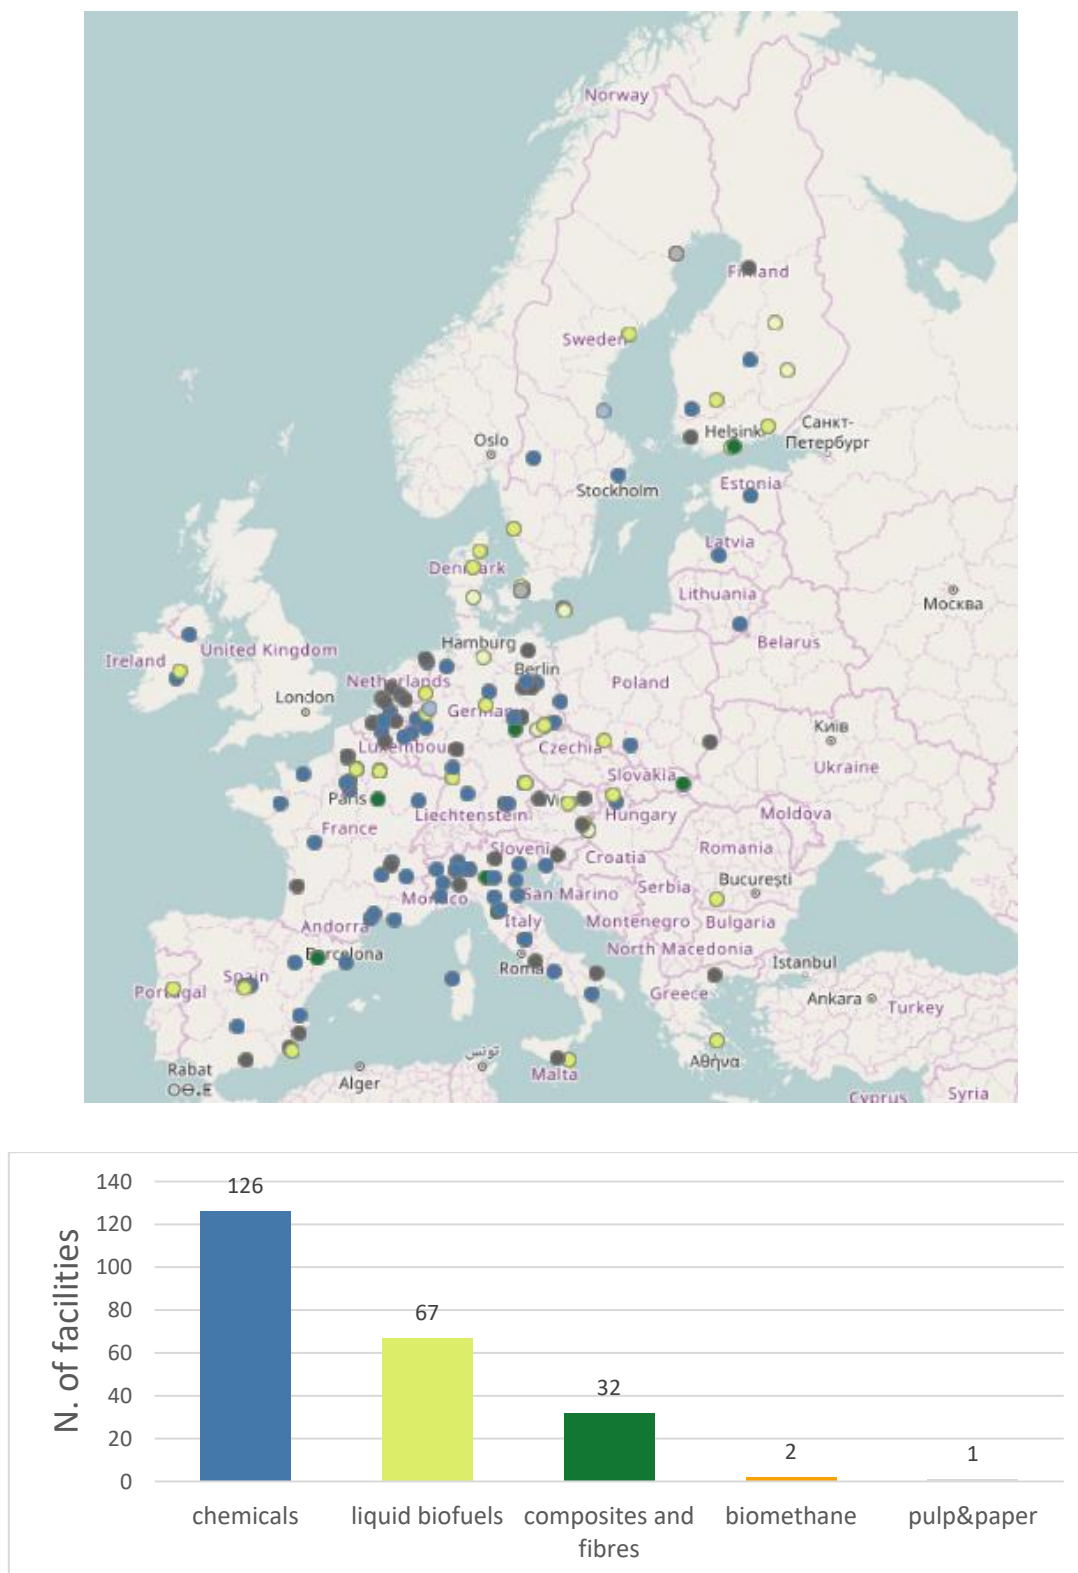 Norway
Finland
Sweden
Oslo
Helsinki
Санкт-
Петербург
Stockholm
Estonia
Latvia
Denmark
Lithuania
Москва
Belarus
United Kingdom
Ireland
Hamburg
Berlin
Netherlands
Poland
London
Germany
Київ
Luxembou
Czechia
Ukraine
Slovakia
Paris
Wi
Liechtenstein
Hungary
Moldova
France
Sloveni
Croatia
Romania
Serbia
București
Monaco
San Marino
Andorra
Italy
Montenegro
Bulgaria
North Macedonia
Barcelona
Roma
Istanbul
Spain
Portugal
Greece
Ankara
Turkey
تونس
Αθήνα
Rabat
ⵔⴱⴰⵟ
Alger
Malta
Cyprus
Syria
140
120
100
80
60
40
20
0
N. of facilities
126
67
32
2
1
chemicals
liquid biofuels
composites and
fibres
biomethane
pulp&paper